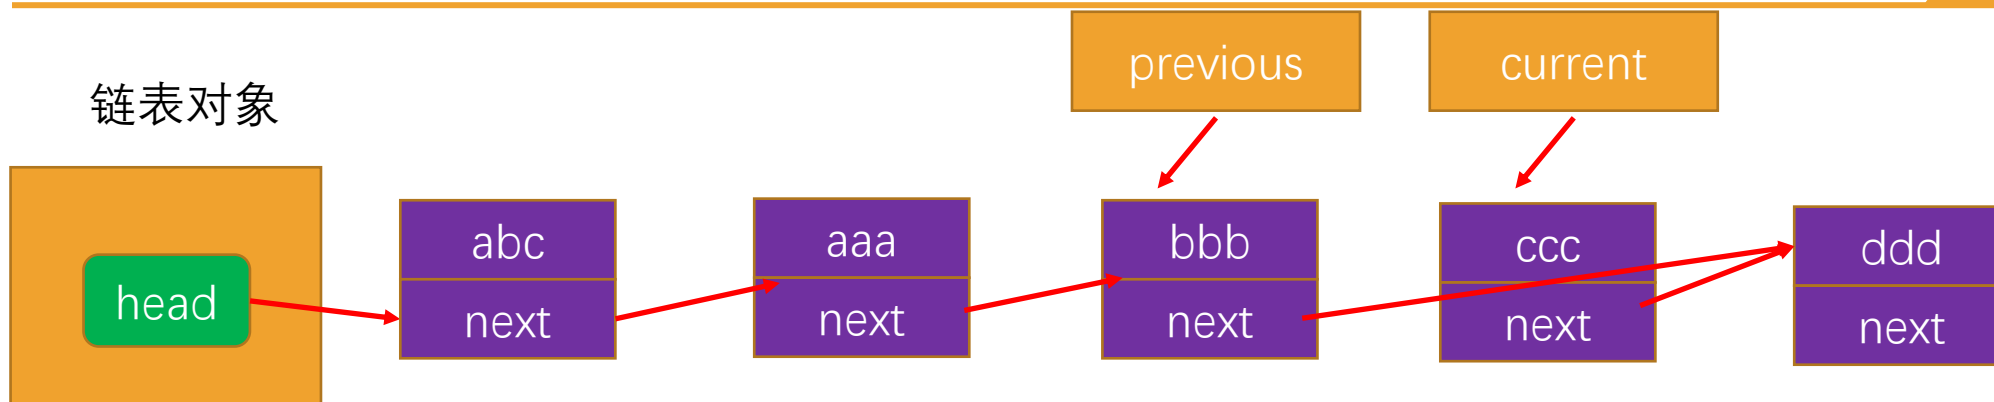 previous
current
链表对象
abc
aaa
bbb
ccc
ddd
head
next
next
next
next
next